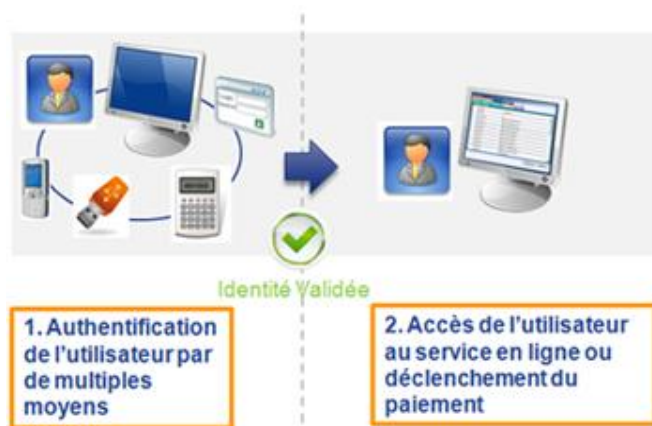 Identité Validée
1. Authentification
de l'utilisateur par
de multiples
moyens
2. Accès de l'utilisateur
au service en ligne ou
déclenchement du
paiement